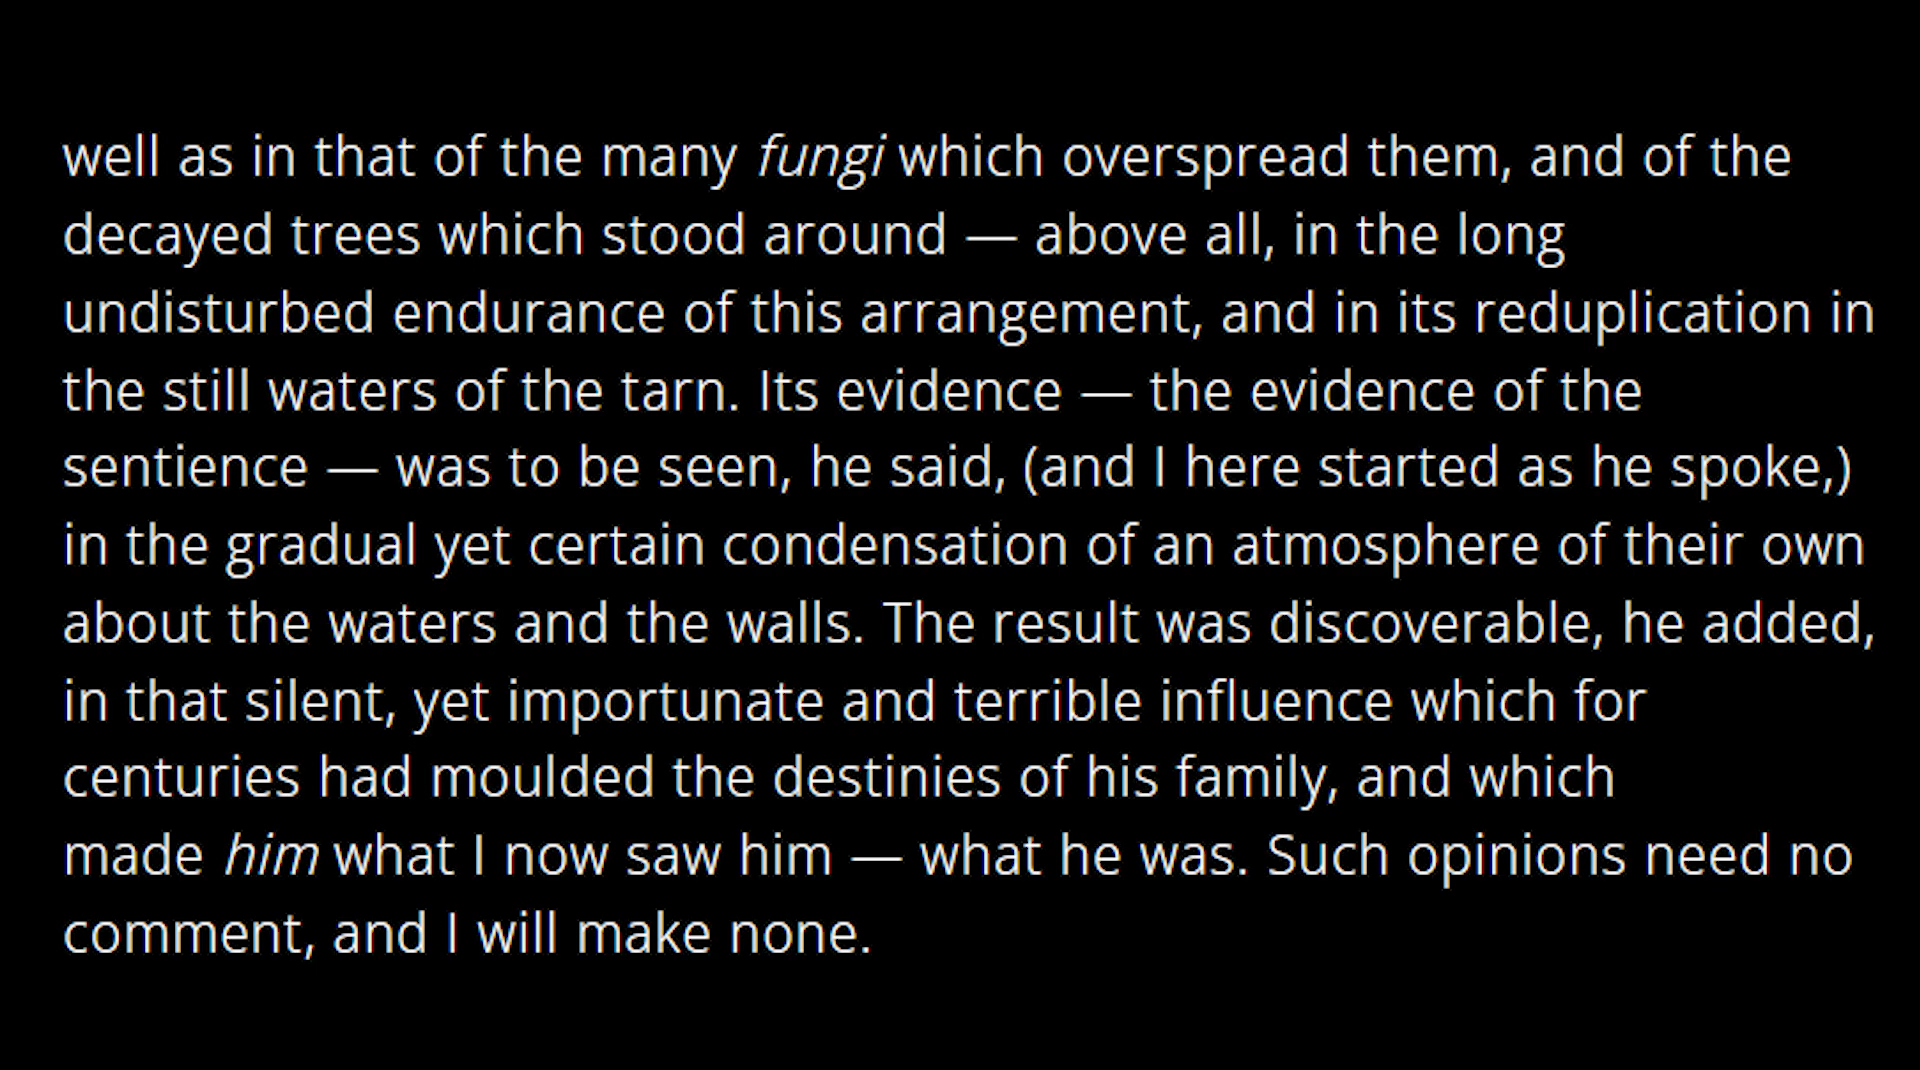 well as in that of the many fungi which overspread them, and of the
decayed trees which stood around — above all, in the long
undisturbed endurance of this arrangement, and in its reduplication in
the still waters of the tarn. Its evidence — the evidence of the
sentience — was to be seen, he said, (and I here started as he spoke,)
in the gradual yet certain condensation of an atmosphere of their own
about the waters and the walls. The result was discoverable, he added,
in that silent, yet importunate and terrible influence which for
centuries had moulded the destinies of his family, and which
made him what I now saw him — what he was. Such opinions need no
comment, and I will make none.